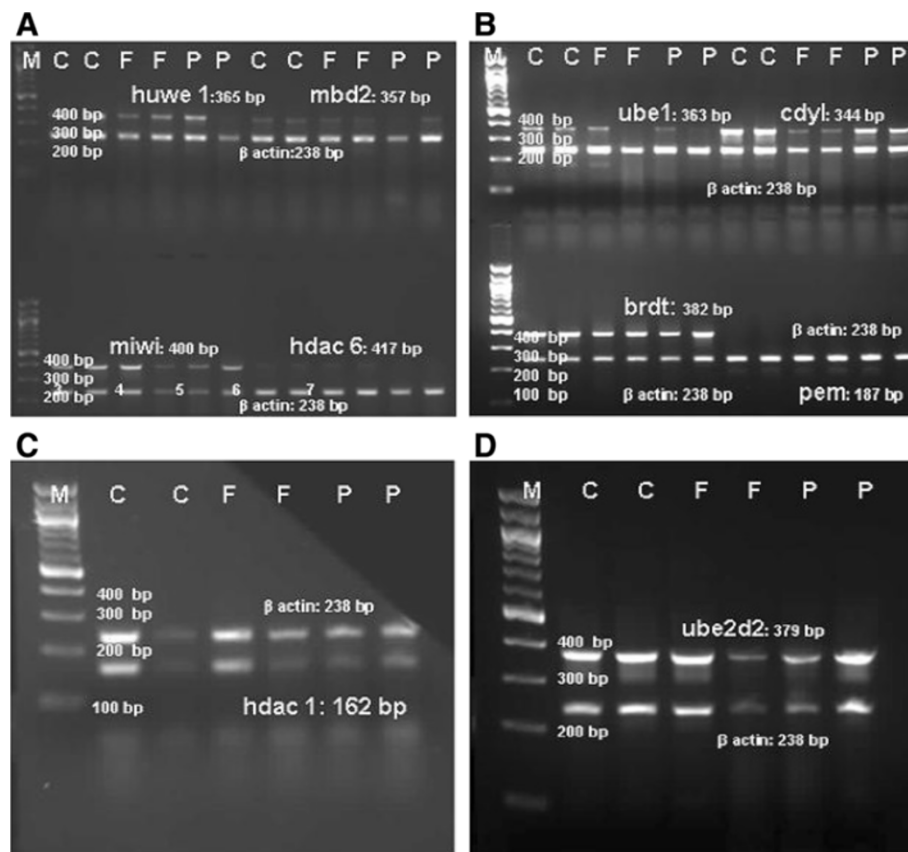 A
M C C F F P P C C F F P P
huwe 1:365 bp mbd2: 357 bp
400 bp
300 bp
200 bp
β actin:238 bp
miwi: 400 bp hdac 6: 417 bp
400 bp
300 bp
200 bp
4 5 6 7
β actin: 238 bp
B
M C C F F P P C C F F P P
ube1: 363 bp cdyl: 344 bp
400 bp
300 bp
200 bp
β actin: 238 bp
brdt: 382 bp
β actin: 238 bp
400 bp
300 bp
200 bp
100 bp
β actin: 238 bp
pem: 187 bp
C
M C C F F P P
400 bp
300 bp
β actin: 238 bp
200 bp
100 bp
hdac 1: 162 bp
D
M C C F F P P
ube2d2: 379 bp
400 bp
300 bp
200 bp
β actin: 238 bp